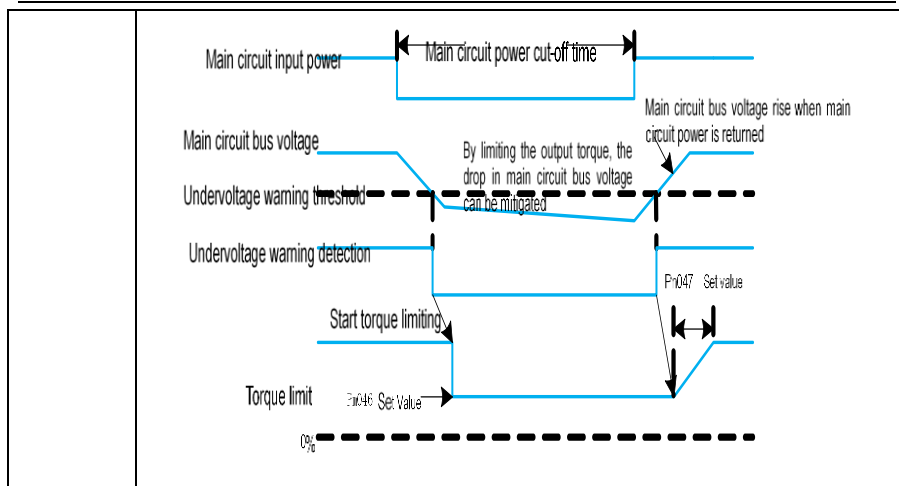 Main circuit input power
Main circuit power cut-off time
Main circuit bus voltage rise when main
circuit power is returned
Main circuit bus voltage
By limiting the output torque, the
drop in main circuit bus voltage
can be mitigated
Undervoltage warning threshold
Undervoltage warning detection
Pn047 Set value
Start torque limiting
Torque limit
Pn046 Set Value
0%